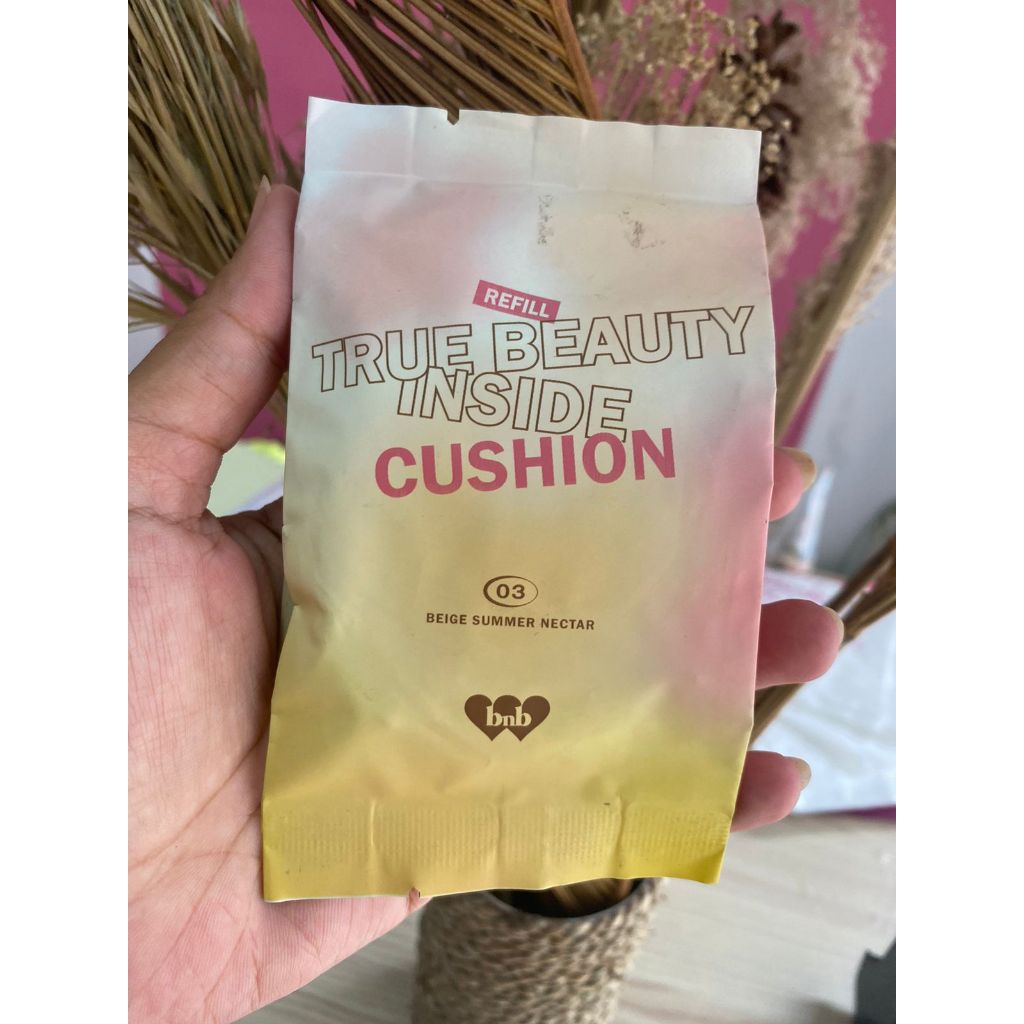 REFILL
TRUE BEAUTY
INSIDE
CUSHION
03
BEIGE SUMMER NECTAR
bnb